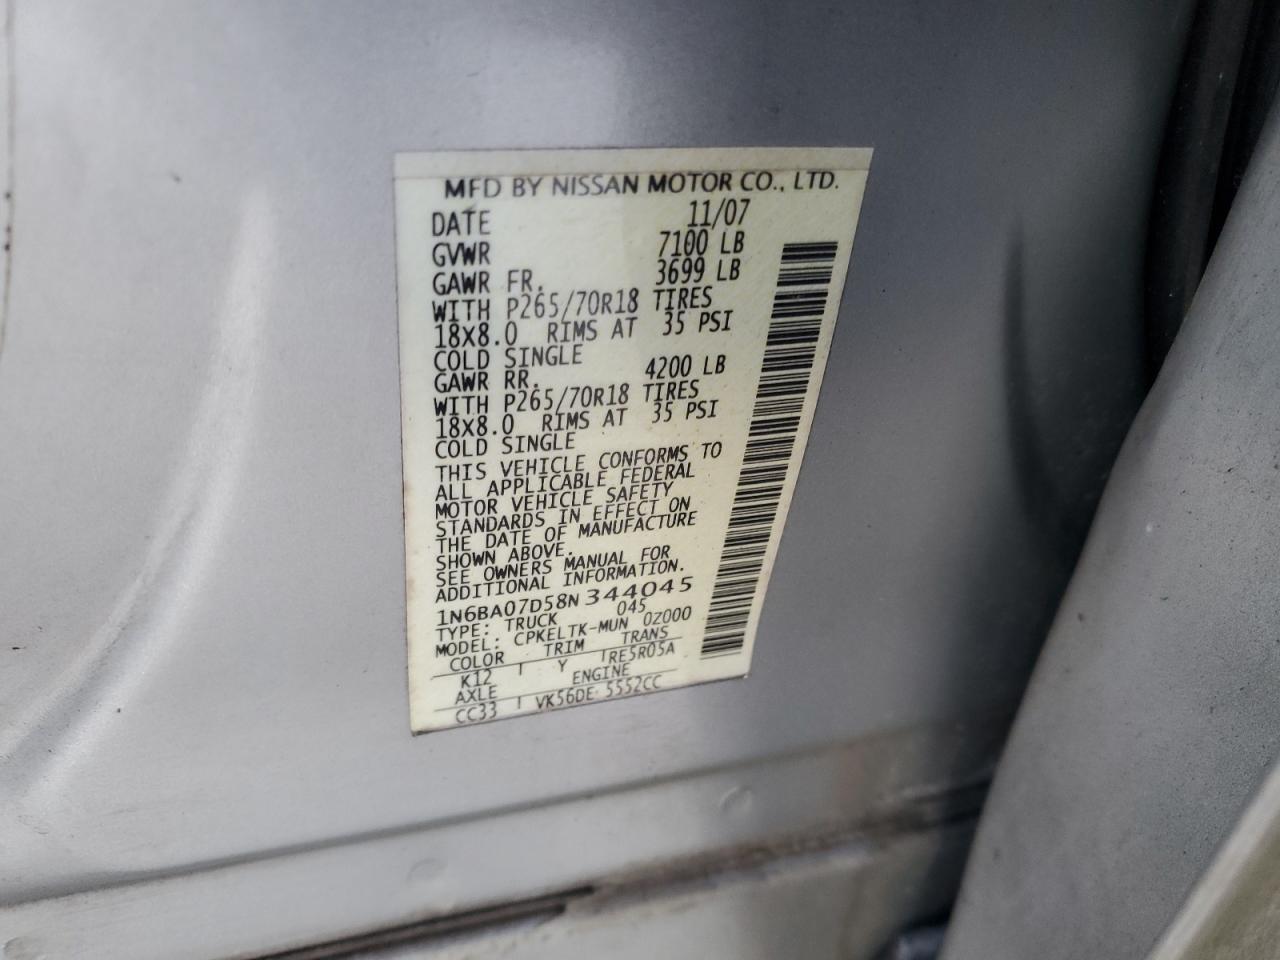 MFD BY NISSAN MOTOR CO., LTD.
DATE 11/07
GVWR 7100 LB
GAWR FR. 3699 LB
WITH P265/70R18 TIRES
18X8.0 RIMS AT 35 PSI
COLD SINGLE
GAWR RR. 4200 LB
WITH P265/70R18 TIRES
18X8.0 RIMS AT 35 PSI
COLD SINGLE
THIS VEHICLE CONFORMS TO
ALL APPLICABLE FEDERAL
MOTOR VEHICLE SAFETY
STANDARDS IN EFFECT ON
THE DATE OF MANUFACTURE
SHOWN ABOVE.
SEE OWNERS MANUAL FOR
ADDITIONAL INFORMATION.
1N6BA07D58N344045
TYPE: TRUCK 045
MODEL: CPKELTK-MUN 0Z000
COLOR TRIM TRANS
K12 Y RE5R05A
AXLE ENGINE
CC33 VK56DE 5552CC